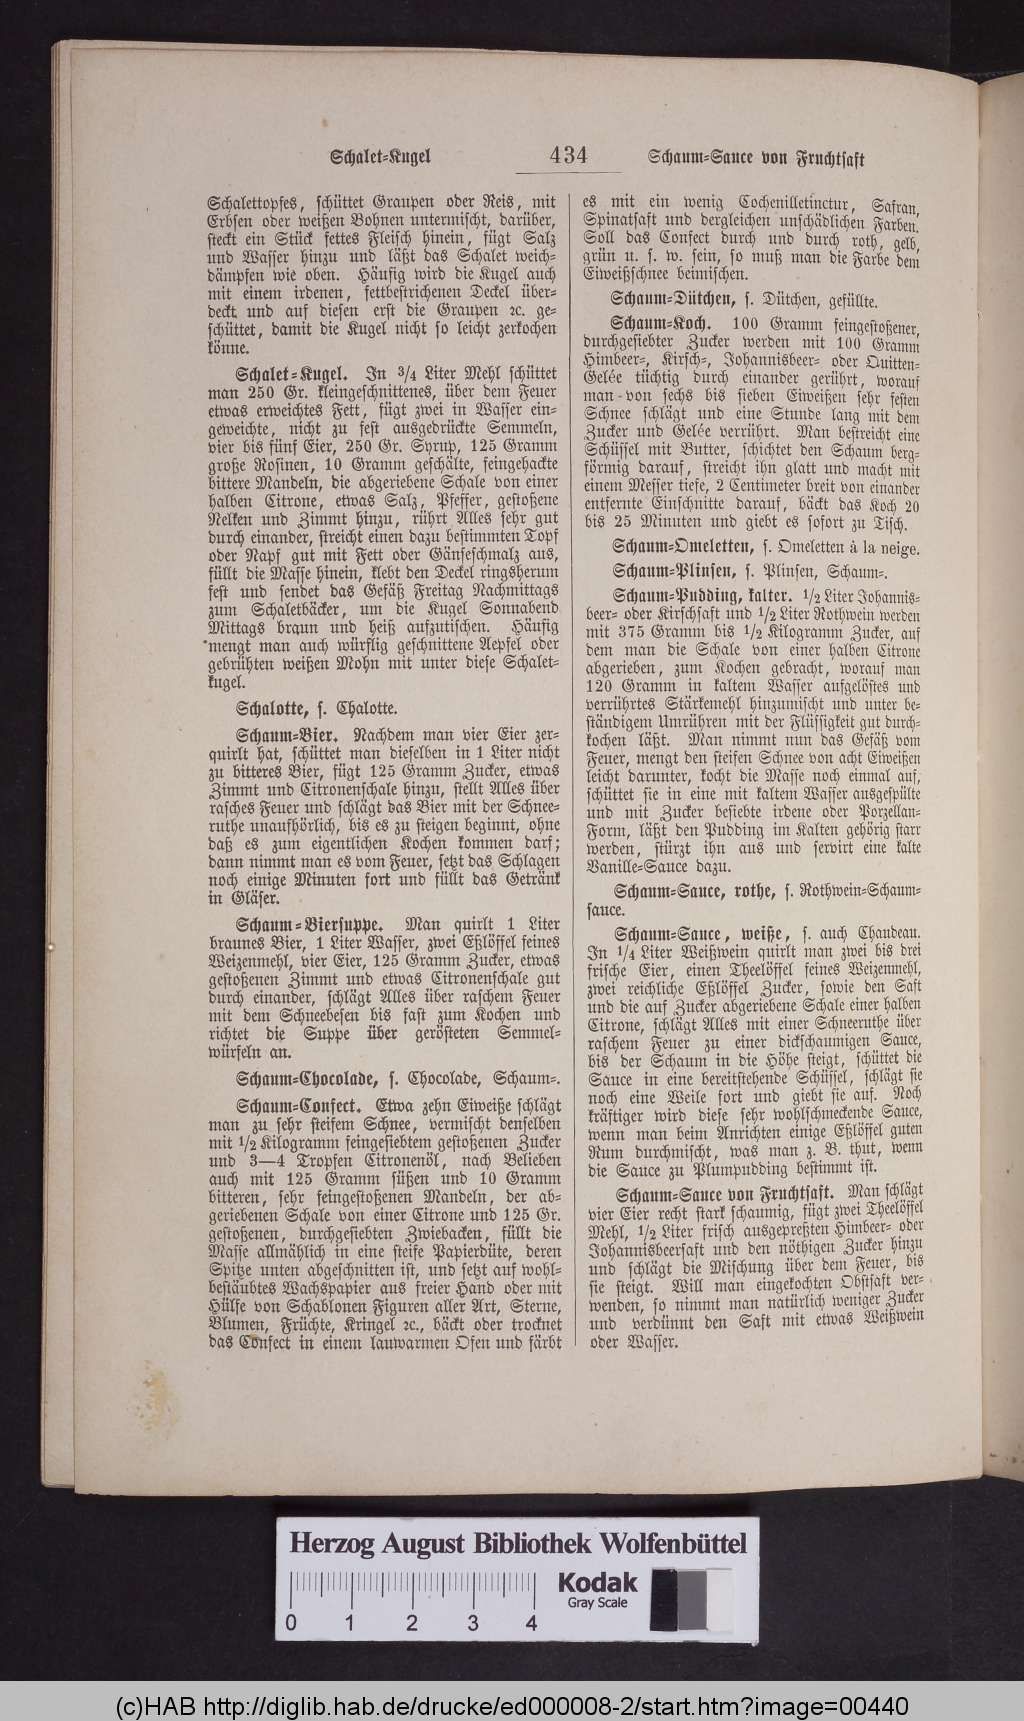 Schalet-Kugel 434 Schaum-Sauce von Fruchtsaft
Schalettopfes, schüttet Graupen oder Reis, mit
Erbsen oder weißen Bohnen untermischt, darüber,
steckt ein Stück fettes Fleisch hinein, fügt Salz
und Wasser hinzu und läßt das Schalet weich-
dämpfen wie oben. Häufig wird die Kugel auch
mit einem irdenen, fettbestrichenen Deckel über-
deckt und auf diesen erst die Graupen ꝛc. ge-
schüttet, damit die Kugel nicht so leicht zerkochen
könne.
Schalet-Kugel. In 3/4 Liter Mehl schüttet
man 250 Gr. kleingeschnittenes, über dem Feuer
etwas erweichtes Fett, fügt zwei in Wasser ein-
geweichte, nicht zu fest ausgedrückte Semmeln,
vier bis fünf Eier, 250 Gr. Syrup, 125 Gramm
große Rosinen, 10 Gramm geschälte, feingehackte
bittere Mandeln, die abgeriebene Schale von einer
halben Citrone, etwas Salz, Pfeffer, gestoßene
Nelken und Zimmt hinzu, rührt Alles sehr gut
durch einander, streicht einen dazu bestimmten Topf
oder Napf gut mit Fett oder Gänseschmalz aus,
füllt die Masse hinein, klebt den Deckel ringsherum
fest und sendet das Gefäß Freitag Nachmittags
zum Schaletbäcker, um die Kugel Sonnabend
Mittags braun und heiß aufzutischen. Häufig
mengt man auch würflig geschnittene Aepfel oder
gebrühten weißen Mohn mit unter diese Schalet-
kugel.
Schalotte, s. Chalotte.
Schaum-Bier. Nachdem man vier Eier zer-
quirlt hat, schüttet man dieselben in 1 Liter nicht
zu bitteres Bier, fügt 125 Gramm Zucker, etwas
Zimmt und Citronenschale hinzu, stellt Alles über
rasches Feuer und schlägt das Bier mit der Schnee-
ruthe unaufhörlich, bis es zu steigen beginnt, ohne
daß es zum eigentlichen Kochen kommen darf;
dann nimmt man es vom Feuer, setzt das Schlagen
noch einige Minuten fort und füllt das Getränk
in Gläser.
Schaum-Biersuppe. Man quirlt 1 Liter
braunes Bier, 1 Liter Wasser, zwei Eßlöffel feines
Weizenmehl, vier Eier, 125 Gramm Zucker, etwas
gestoßenen Zimmt und etwas Citronenschale gut
durch einander, schlägt Alles über raschem Feuer
mit dem Schneebesen bis fast zum Kochen und
richtet die Suppe über gerösteten Semmel-
würfeln an.
Schaum-Chocolade, s. Chocolade, Schaum-.
Schaum-Confect. Etwa zehn Eiweiße schlägt
man zu sehr steifem Schnee, vermischt denselben
mit 1/2 Kilogramm feingesiebtem gestoßenen Zucker
und 3—4 Tropfen Citronenöl, nach Belieben
auch mit 125 Gramm süßen und 10 Gramm
bitteren, sehr feingestoßenen Mandeln, der ab-
geriebenen Schale von einer Citrone und 125 Gr.
gestoßenen, durchgesiebten Zwiebacken, füllt die
Masse allmählich in eine steife Papierdüte, deren
Spitze unten abgeschnitten ist, und setzt auf wohl-
bestäubtes Wachspapier aus freier Hand oder mit
Hülfe von Schablonen Figuren aller Art, Sterne,
Blumen, Früchte, Kringel ꝛc., bäckt oder trocknet
das Confect in einem lauwarmen Ofen und färbt
es mit ein wenig Cochenilletinctur, Safran,
Spinatsaft und dergleichen unschädlichen Farben.
Soll das Confect durch und durch roth, gelb,
grün u. s. w. sein, so muß man die Farbe dem
Eiweißschnee beimischen.
Schaum-Dütchen, s. Dütchen, gefüllte.
Schaum-Koch. 100 Gramm feingestoßener,
durchgesiebter Zucker werden mit 100 Gramm
Himbeer-, Kirsch-, Johannisbeer- oder Quitten-
Gelée tüchtig durch einander gerührt, worauf
man von sechs bis sieben Eiweißen sehr festen
Schnee schlägt und eine Stunde lang mit dem
Zucker und Gelée verrührt. Man bestreicht eine
Schüssel mit Butter, schichtet den Schaum berg-
förmig darauf, streicht ihn glatt und macht mit
einem Messer tiefe, 2 Centimeter breit von einander
entfernte Einschnitte darauf, bäckt das Koch 20
bis 25 Minuten und giebt es sofort zu Tisch.
Schaum-Omeletten, s. Omeletten à la neige.
Schaum-Plinsen, s. Plinsen, Schaum-.
Schaum-Pudding, kalter. 1/2 Liter Johannis-
beer- oder Kirschsaft und 1/2 Liter Rothwein werden
mit 375 Gramm bis 1/2 Kilogramm Zucker, auf
dem man die Schale von einer halben Citrone
abgerieben, zum Kochen gebracht, worauf man
120 Gramm in kaltem Wasser aufgelöstes und
verrührtes Stärkemehl hinzumischt und unter be-
ständigem Umrühren mit der Flüssigkeit gut durch-
kochen läßt. Man nimmt nun das Gefäß vom
Feuer, mengt den steifen Schnee von acht Eiweißen
leicht darunter, kocht die Masse noch einmal auf,
schüttet sie in eine mit kaltem Wasser ausgespülte
und mit Zucker besiebte irdene oder Porzellan-
Form, läßt den Pudding im Kalten gehörig starr
werden, stürzt ihn aus und servirt eine kalte
Vanille-Sauce dazu.
Schaum-Sauce, rothe, s. Rothwein-Schaum-
sauce.
Schaum-Sauce, weiße, s. auch Chaudeau.
In 1/4 Liter Weißwein quirlt man zwei bis drei
frische Eier, einen Theelöffel feines Weizenmehl,
zwei reichliche Eßlöffel Zucker, sowie den Saft
und die auf Zucker abgeriebene Schale einer halben
Citrone, schlägt Alles mit einer Schneeruthe über
raschem Feuer zu einer dickschaumigen Sauce,
bis der Schaum in die Höhe steigt, schüttet die
Sauce in eine bereitstehende Schüssel, schlägt sie
noch eine Weile fort und giebt sie auf. Noch
kräftiger wird diese sehr wohlschmeckende Sauce,
wenn man beim Anrichten einige Eßlöffel guten
Rum durchmischt, was man z. B. thut, wenn
die Sauce zu Plumpudding bestimmt ist.
Schaum-Sauce von Fruchtsaft. Man schlägt
vier Eier recht stark schaumig, fügt zwei Theelöffel
Mehl, 1/2 Liter frisch ausgepreßten Himbeer- oder
Johannisbeersaft und den nöthigen Zucker hinzu
und schlägt die Mischung über dem Feuer, bis
sie steigt. Will man eingekochten Obstsaft ver-
wenden, so nimmt man natürlich weniger Zucker
und verdünnt den Saft mit etwas Weißwein
oder Wasser.
Herzog August Bibliothek Wolfenbüttel
Kodak
Gray Scale
0 1 2 3 4
(c)HAB http://diglib.hab.de/drucke/ed000008-2/start.htm?image=00440